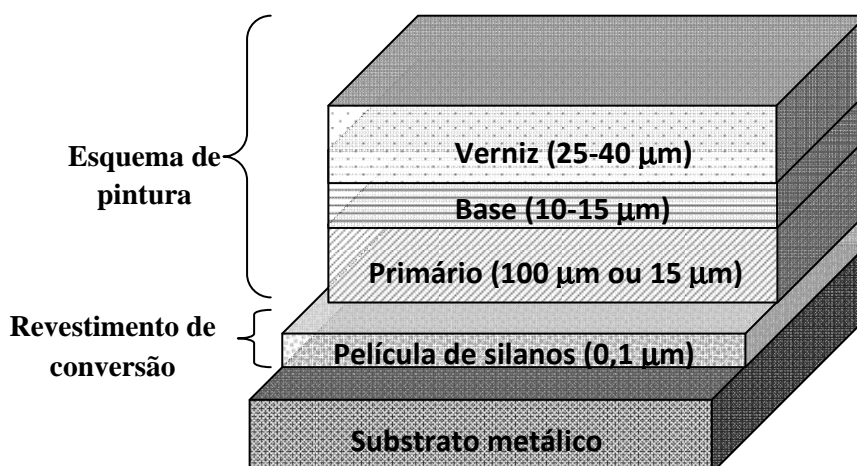 Esquema de
pintura
Verniz (25-40 µm)
Base (10-15 µm)
Primário (100 µm ou 15 µm)
Revestimento de
conversão
Película de silanos (0,1 µm)
Substrato metálico